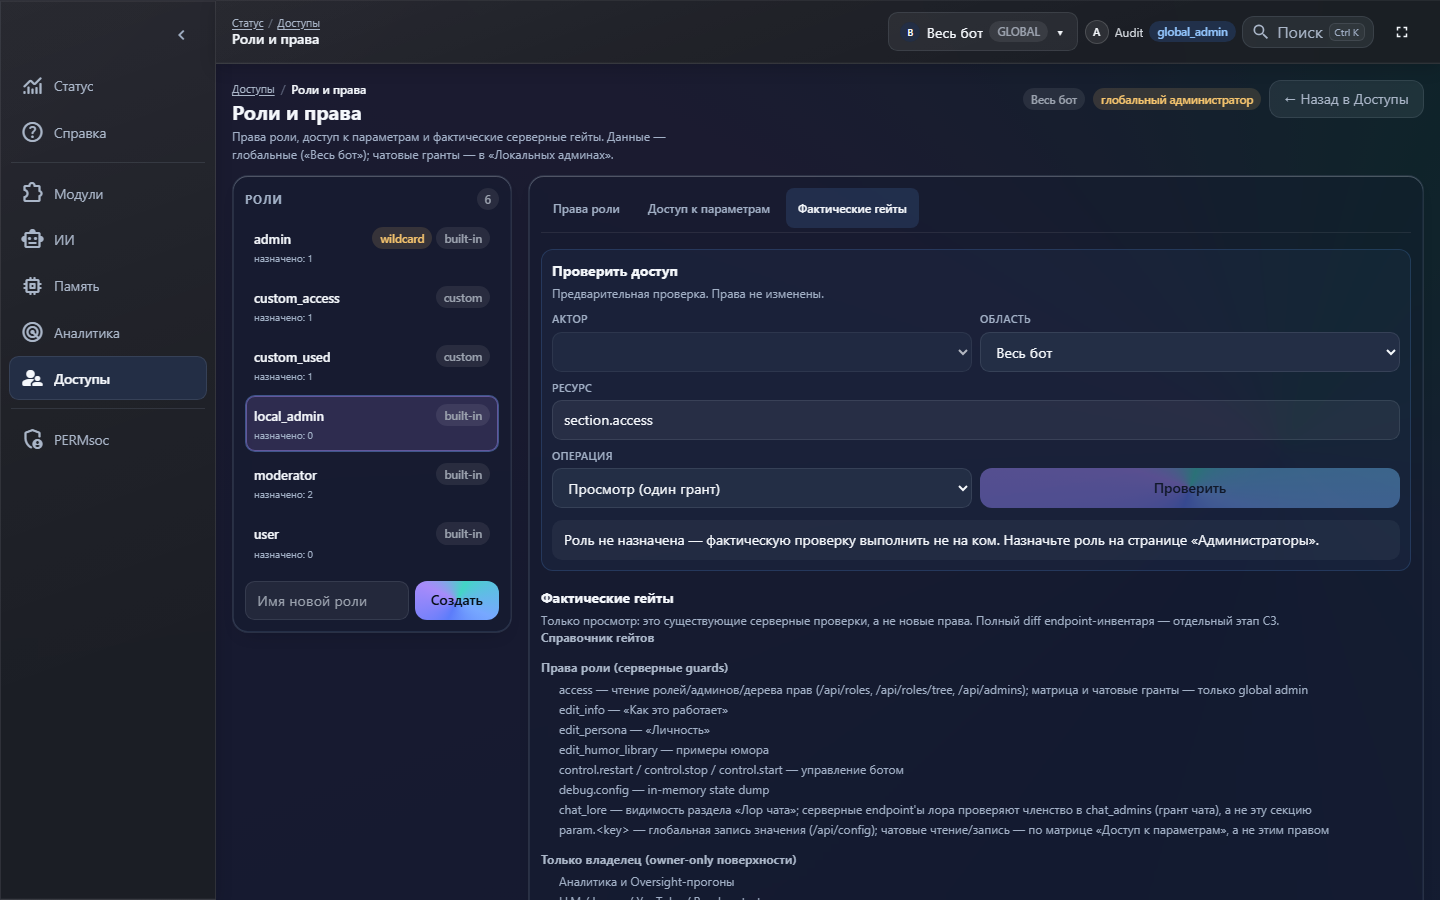 Статус
Справка
Модули
ИИ
Память
Аналитика
Доступы
PERMsoc
Статус / Доступы
Роли и права
B Весь бот GLOBAL ▾
A Audit global_admin
Поиск Ctrl K
Доступы / Роли и права
Роли и права
Права роли, доступ к параметрам и фактические серверные гейты. Данные —
глобальные («Весь бот»); чатовые гранты — в «Локальных админах».
Весь бот глобальный администратор ← Назад в Доступы
РОЛИ 6
admin wildcard built-in
назначено: 1
custom_access custom
назначено: 1
custom_used custom
назначено: 1
local_admin built-in
назначено: 0
moderator built-in
назначено: 2
user built-in
назначено: 0
Имя новой роли Создать
Права роли Доступ к параметрам Фактические гейты
Проверить доступ
Предварительная проверка. Права не изменены.
АКТОР ОБЛАСТЬ
Весь бот
РЕСУРС
section.access
ОПЕРАЦИЯ
Просмотр (один грант) Проверить
Роль не назначена — фактическую проверку выполнить не на ком. Назначьте роль на странице «Администраторы».
Фактические гейты
Только просмотр: это существующие серверные проверки, а не новые права. Полный diff endpoint-инвентаря — отдельный этап С3.
Справочник гейтов
Права роли (серверные guards)
access — чтение ролей/админов/дерева прав (/api/roles, /api/roles/tree, /api/admins); матрица и чатовые гранты — только global admin
edit_info — «Как это работает»
edit_persona — «Личность»
edit_humor_library — примеры юмора
control.restart / control.stop / control.start — управление ботом
debug.config — in-memory state dump
chat_lore — видимость раздела «Лор чата»; серверные endpoint'ы лора проверяют членство в chat_admins (грант чата), а не эту секцию
param.<key> — глобальная запись значения (/api/config); чатовые чтение/запись — по матрице «Доступ к параметрам», а не этим правом
Только владелец (owner-only поверхности)
Аналитика и Oversight-прогоны